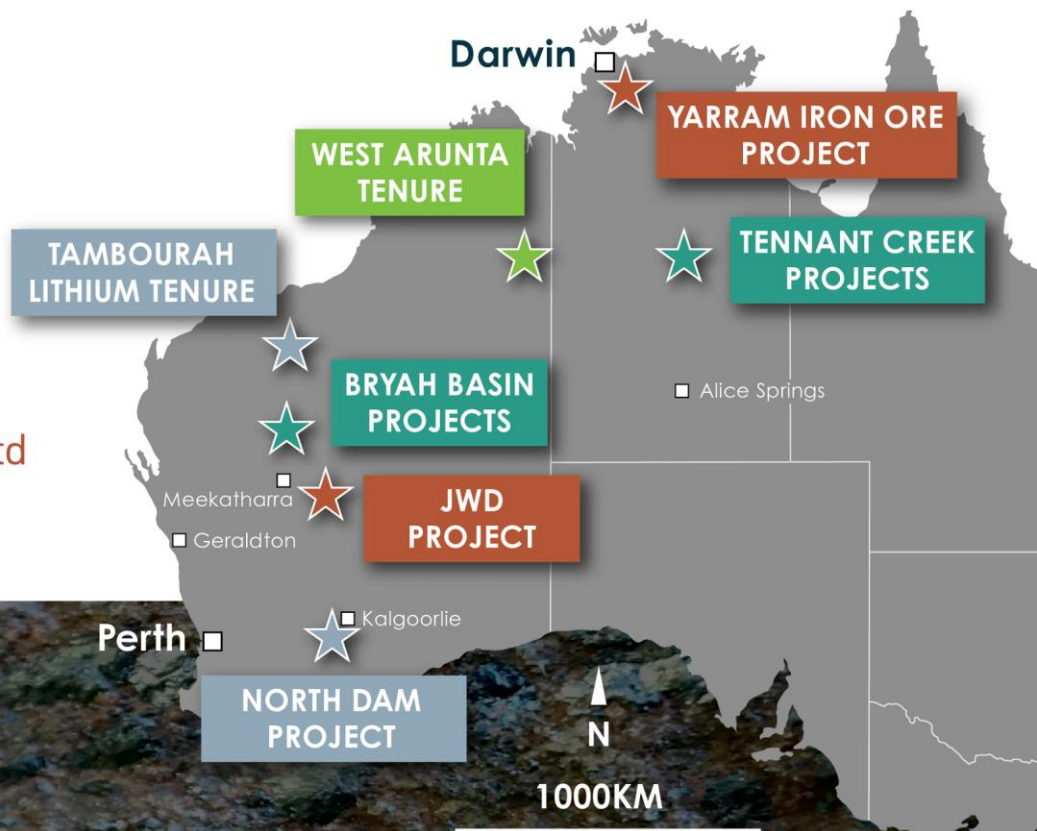 Darwin
YARRAM IRON ORE
PROJECT
WEST ARUNTA
TENURE
TENNANT CREEK
PROJECTS
TAMBOURAH
LITHIUM TENURE
BRYAH BASIN
PROJECTS
Alice Springs
td
Meekatharra
JWD
PROJECT
Geraldton
Kalgoorlie
Perth
NORTH DAM
PROJECT
N
1000KM